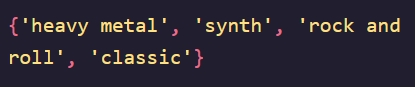 {'heavy metal', 'synth', 'rock and
roll', 'classic'}